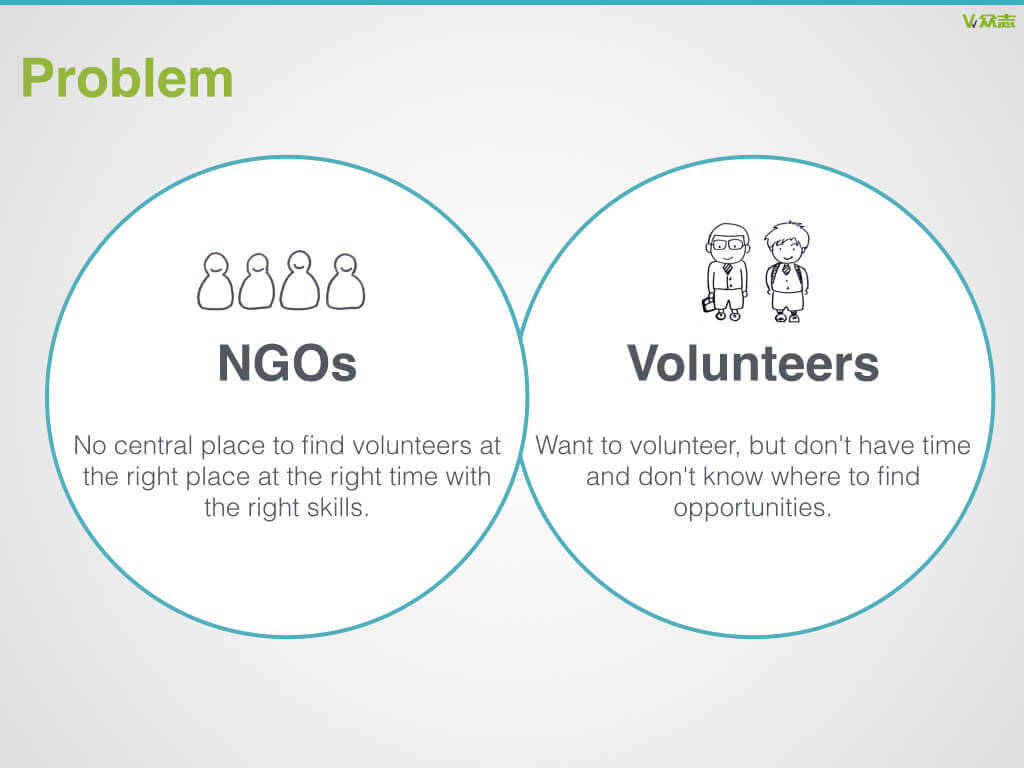 V众志
Problem
NGOs
No central place to find volunteers at
the right place at the right time with
the right skills.
Volunteers
Want to volunteer, but don't have time
and don't know where to find
opportunities.